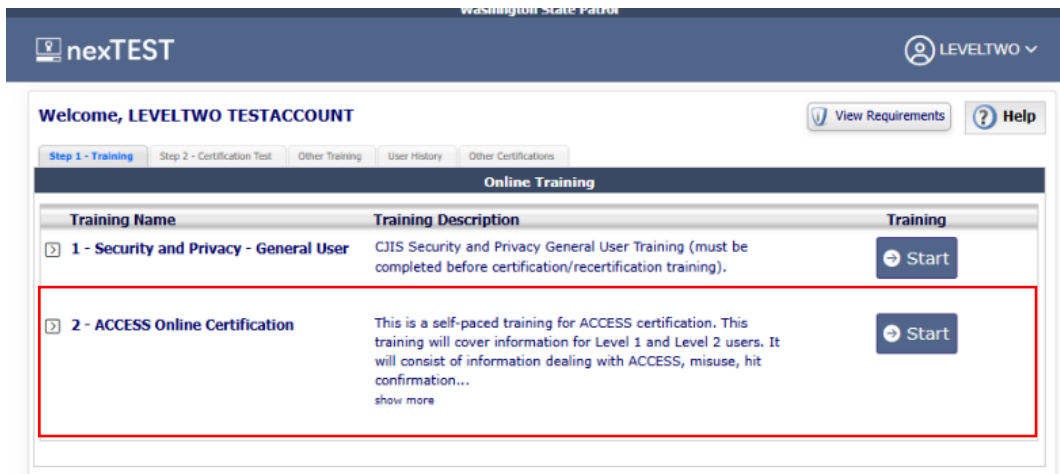 Washington State Patrol
nexTEST
LEVELTWO
Welcome, LEVELTWO TESTACCOUNT
View Requirements
Help
Step 1 - Training
Step 2 - Certification Test
Other Training
User History
Other Certifications
Online Training
Training Name
Training Description
Training
1 - Security and Privacy - General User
CJIS Security and Privacy General User Training (must be
completed before certification/recertification training).
Start
2 - ACCESS Online Certification
This is a self-paced training for ACCESS certification. This
training will cover information for Level 1 and Level 2 users. It
will consist of information dealing with ACCESS, misuse, hit
confirmation...
show more
Start